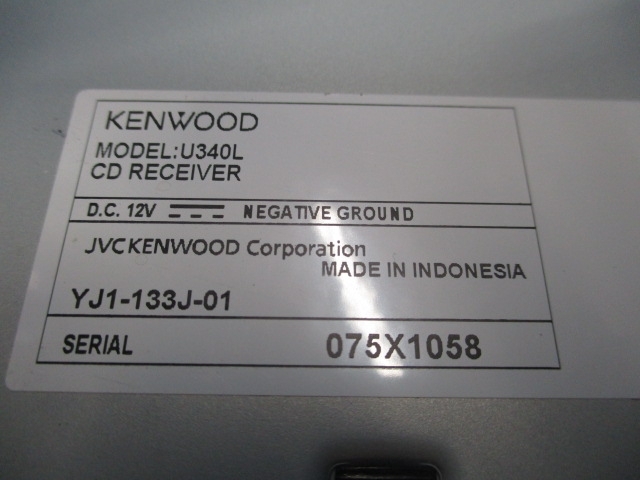 KENWOOD
MODEL:U340L
CD RECEIVER
D.C. 12V NEGATIVE GROUND
JVCKENWOOD Corporation
MADE IN INDONESIA
YJ1-133J-01
SERIAL 075X1058